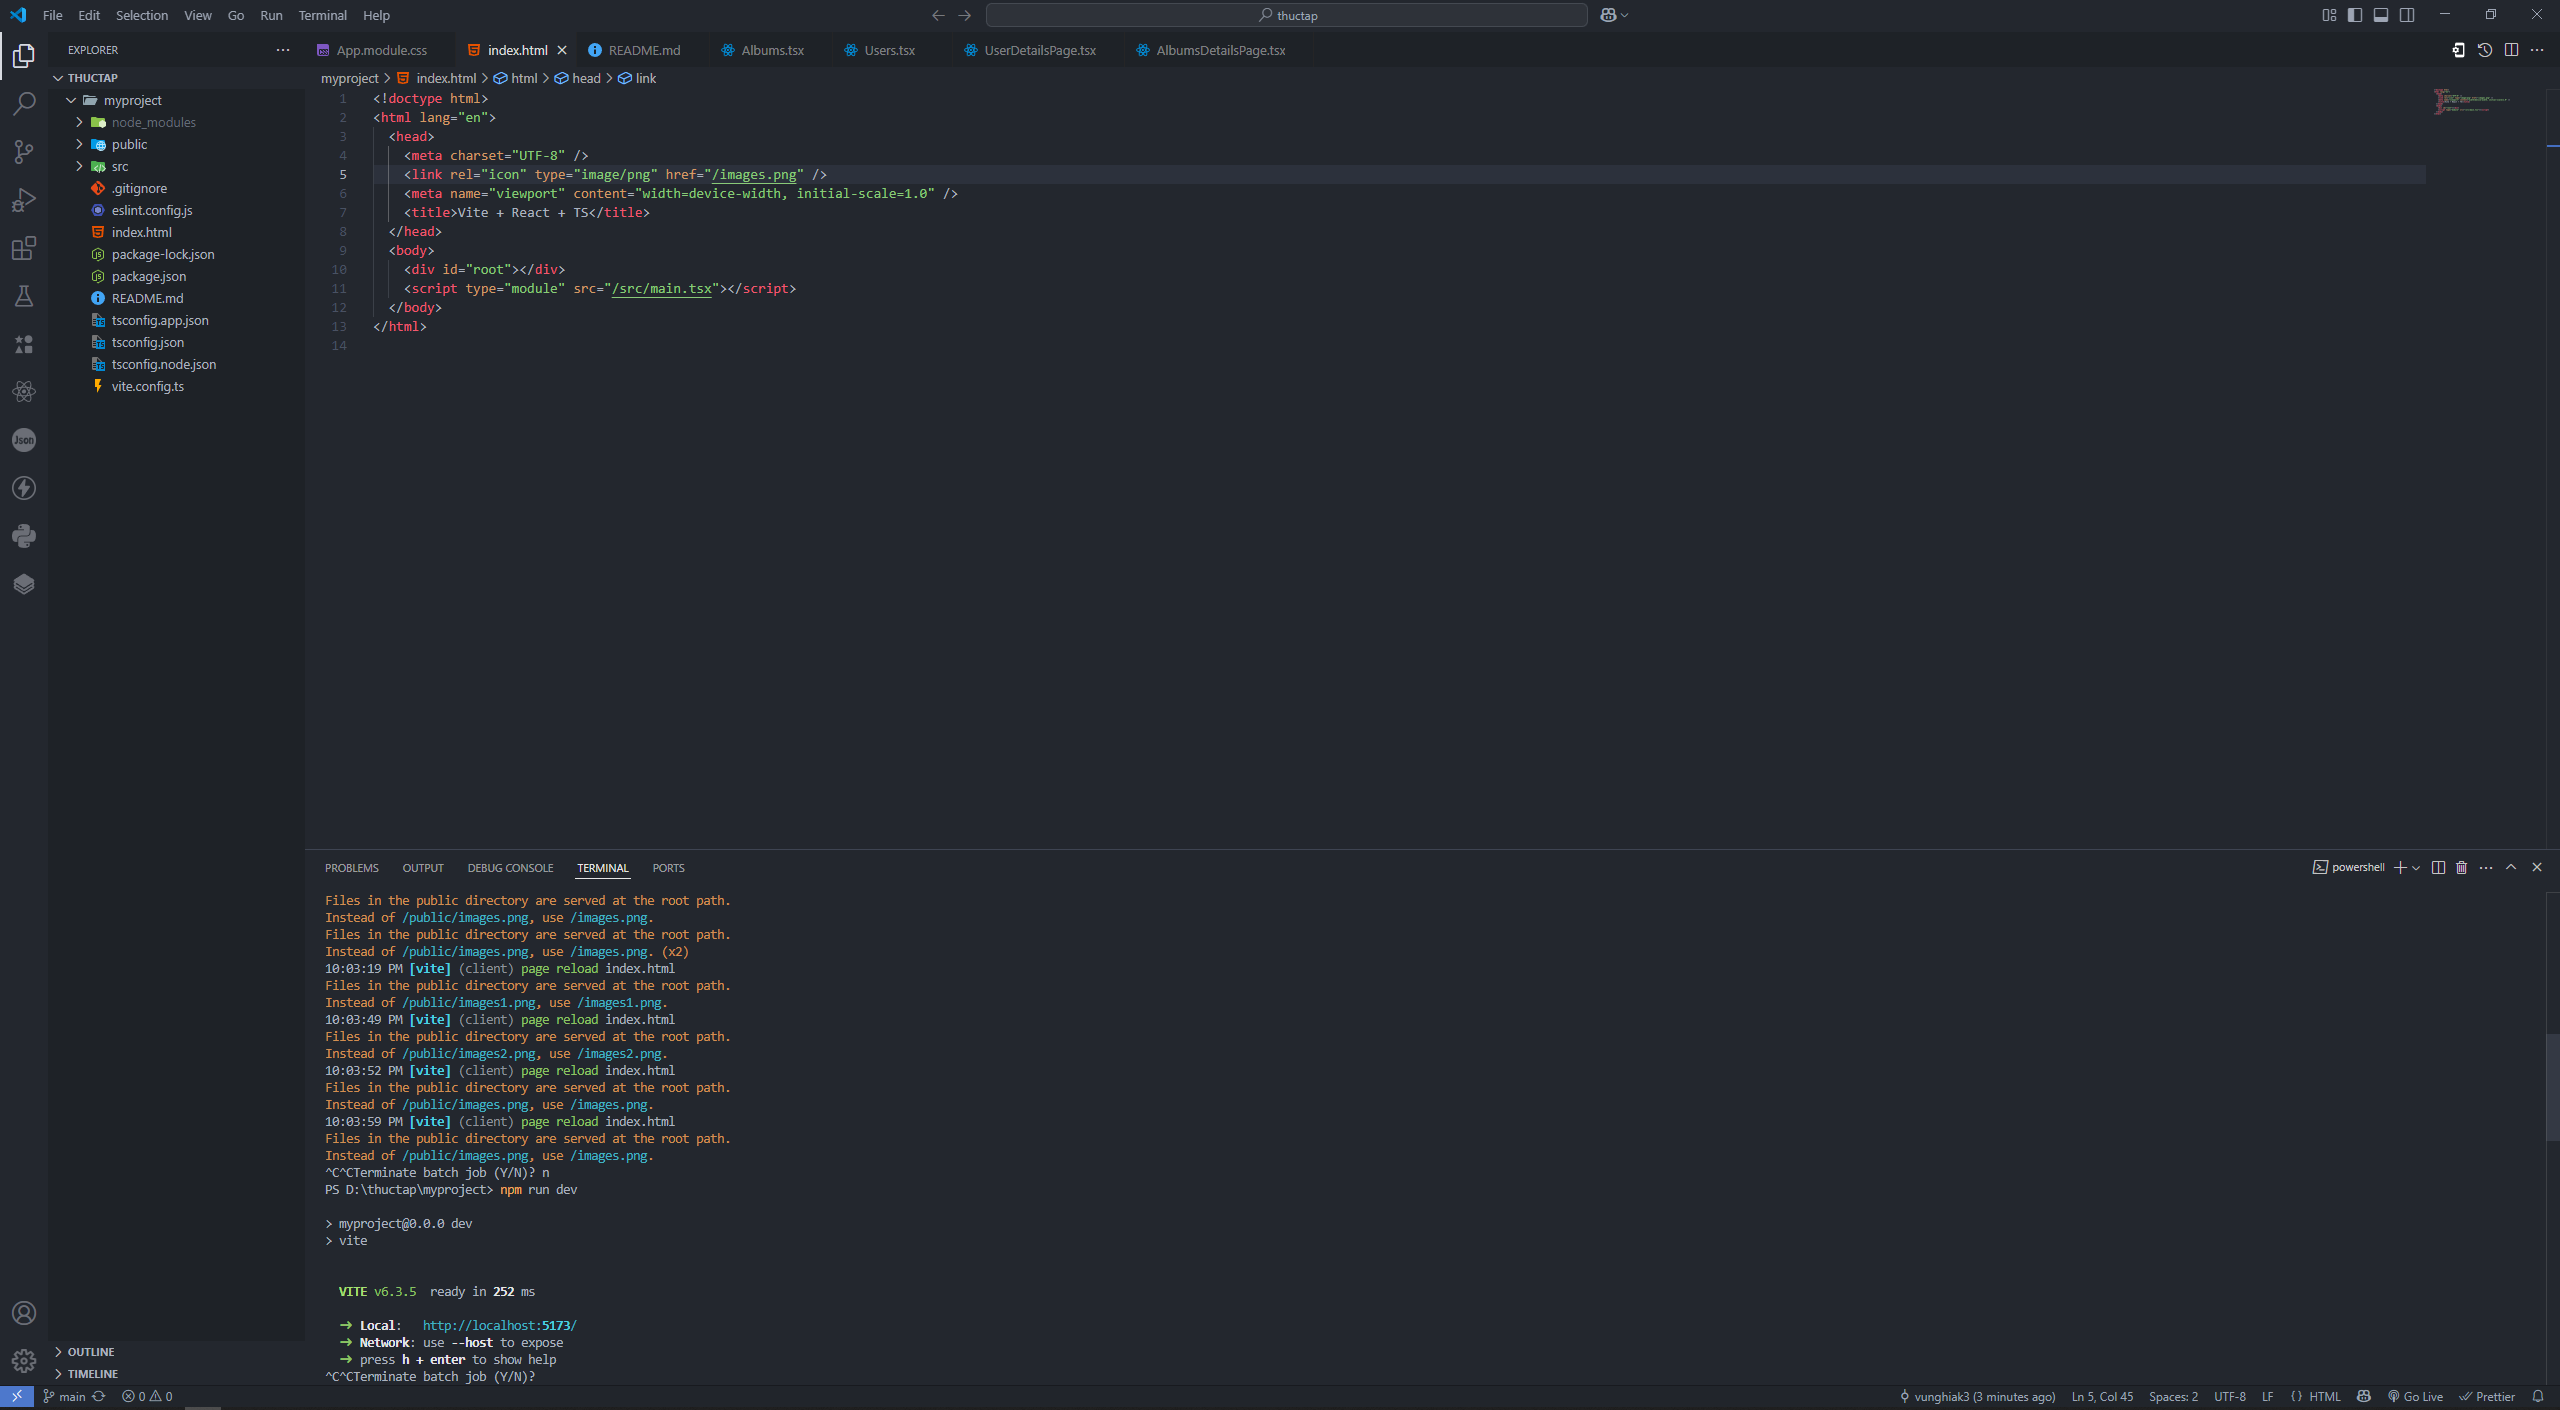 File Edit Selection View Go Run Terminal Help
thuctap
EXPLORER
App.module.css
index.html
README.md
Albums.tsx
Users.tsx
UserDetailsPage.tsx
AlbumsDetailsPage.tsx
THUCTAP
myproject
node_modules
public
src
.gitignore
eslint.config.js
index.html
package-lock.json
package.json
README.md
tsconfig.app.json
tsconfig.json
tsconfig.node.json
vite.config.ts
Json
OUTLINE
TIMELINE
myproject > index.html > html > head > link
1 <!doctype html>
2 <html lang="en">
3 <head>
4 <meta charset="UTF-8" />
5 <link rel="icon" type="image/png" href="/images.png" />
6 <meta name="viewport" content="width=device-width, initial-scale=1.0" />
7 <title>Vite + React + TS</title>
8 </head>
9 <body>
10 <div id="root"></div>
11 <script type="module" src="/src/main.tsx"></script>
12 </body>
13 </html>
14
PROBLEMS OUTPUT DEBUG CONSOLE TERMINAL PORTS
powershell
Files in the public directory are served at the root path.
Instead of /public/images.png, use /images.png.
Files in the public directory are served at the root path.
Instead of /public/images.png, use /images.png. (x2)
10:03:19 PM [vite] (client) page reload index.html
Files in the public directory are served at the root path.
Instead of /public/images1.png, use /images1.png.
10:03:49 PM [vite] (client) page reload index.html
Files in the public directory are served at the root path.
Instead of /public/images2.png, use /images2.png.
10:03:52 PM [vite] (client) page reload index.html
Files in the public directory are served at the root path.
Instead of /public/images.png, use /images.png.
10:03:59 PM [vite] (client) page reload index.html
Files in the public directory are served at the root path.
Instead of /public/images.png, use /images.png.
^C^CTerminate batch job (Y/N)? n
PS D:\thuctap\myproject> npm run dev
> myproject@0.0.0 dev
> vite
VITE v6.3.5 ready in 252 ms
➜ Local: http://localhost:5173/
➜ Network: use --host to expose
➜ press h + enter to show help
^C^CTerminate batch job (Y/N)?
main
0 0
vunghiak3 (3 minutes ago)
Ln 5, Col 45
Spaces: 2
UTF-8
LF
{ } HTML
Go Live
Prettier